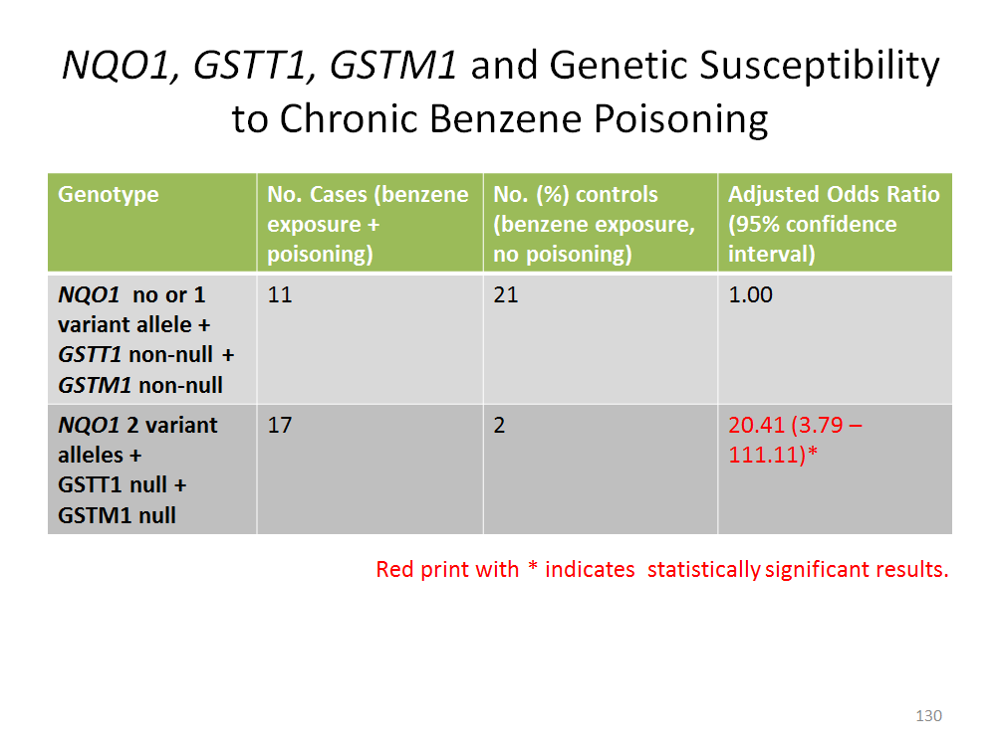 NQO1, GSTT1, GSTM1 and Genetic Susceptibility
to Chronic Benzene Poisoning
Genotype
No. Cases (benzene
exposure +
poisoning)
No. (%) controls
(benzene exposure,
no poisoning)
Adjusted Odds Ratio
(95% confidence
interval)
NQO1 no or 1
variant allele +
GSTT1 non-null +
GSTM1 non-null
11
21
1.00
NQO1 2 variant
alleles +
GSTT1 null +
GSTM1 null
17
2
20.41 (3.79 –
111.11)*
Red print with * indicates statistically significant results.
130